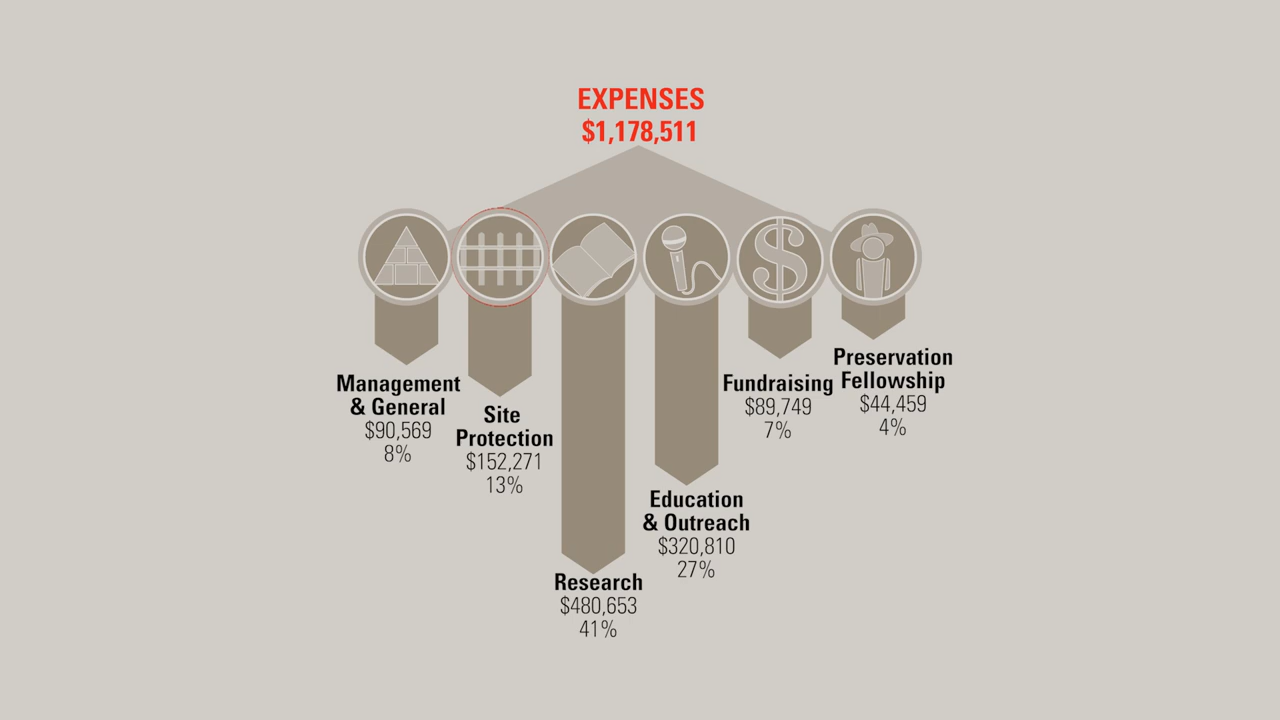 EXPENSES
$1,178,511
Management
& General
$90,569
8%
Site
Protection
$152,271
13%
Research
$480,653
41%
Education
& Outreach
$320,810
27%
Fundraising
$89,749
7%
Preservation
Fellowship
$44,459
4%